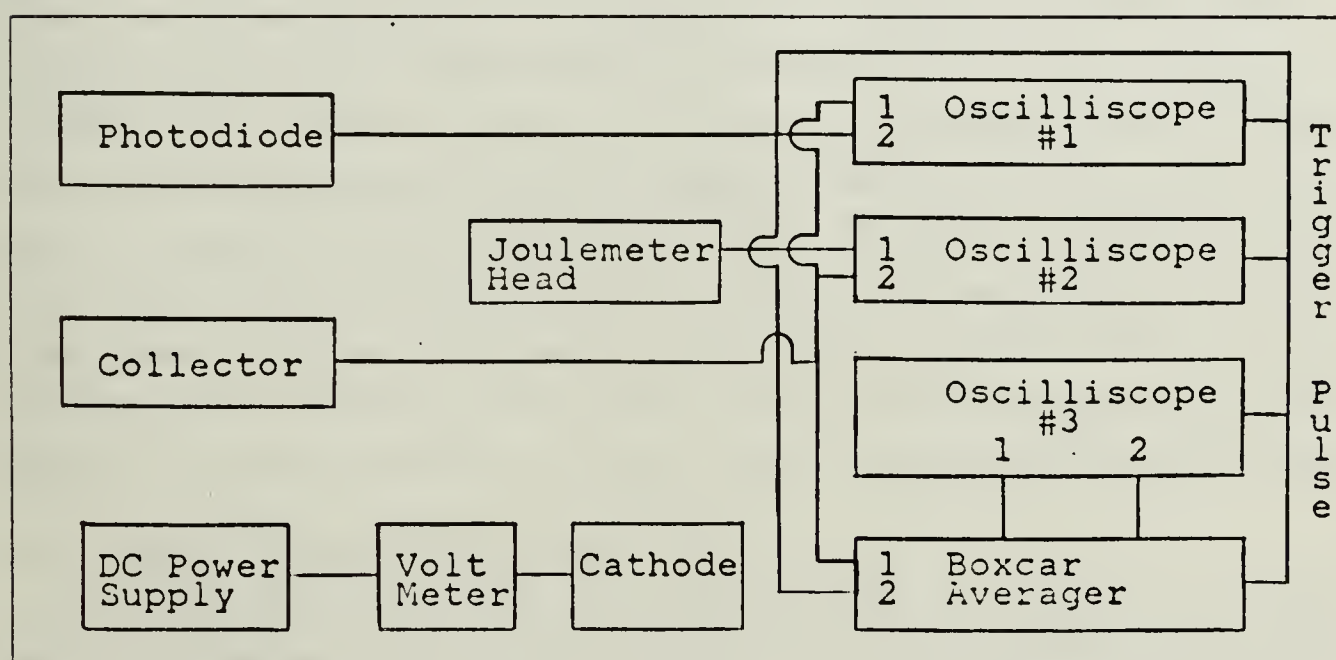 Photodiode
1 Oscilliscope
2 #1
Joulemeter
Head
1 Oscilliscope
2 #2
Collector
Oscilliscope
#3
1 2
DC Power
Supply
Volt
Meter
Cathode
1 Boxcar
2 Averager
Trigger Pulse